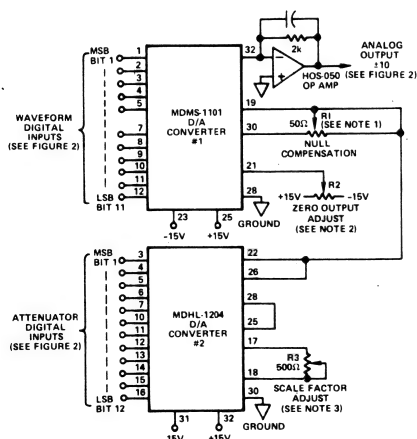 MSB
BIT 1
1
2
3
4
5
7
8
9
10
11
12
LSB
BIT 11
WAVEFORM
DIGITAL
INPUTS
(SEE FIGURE 2)
MDMS-1101
D/A
CONVERTER
#1
32
2k
HOS-050
OP AMP
ANALOG
OUTPUT
±10
(SEE FIGURE 2)
19
30
50Ω
R1
(SEE NOTE 1)
NULL
COMPENSATION
21
R2
+15V
-15V
ZERO OUTPUT
ADJUST
(SEE NOTE 2)
28
GROUND
23
-15V
25
+15V
MSB
BIT 1
3
4
5
6
7
10
11
12
13
14
15
16
LSB
BIT 12
ATTENUATOR
DIGITAL
INPUTS
(SEE FIGURE 2)
MDHL-1204
D/A
CONVERTER
#2
22
26
28
25
17
18
R3
500Ω
SCALE FACTOR
ADJUST
(SEE NOTE 3)
30
GROUND
31
32